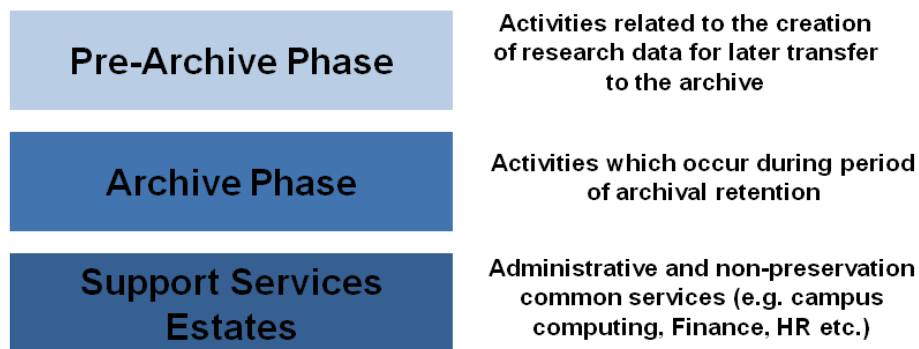 Pre-Archive Phase
Activities related to the creation
of research data for later transfer
to the archive
Archive Phase
Activities which occur during period
of archival retention
Support Services
Estates
Administrative and non-preservation
common services (e.g. campus
computing, Finance, HR etc.)